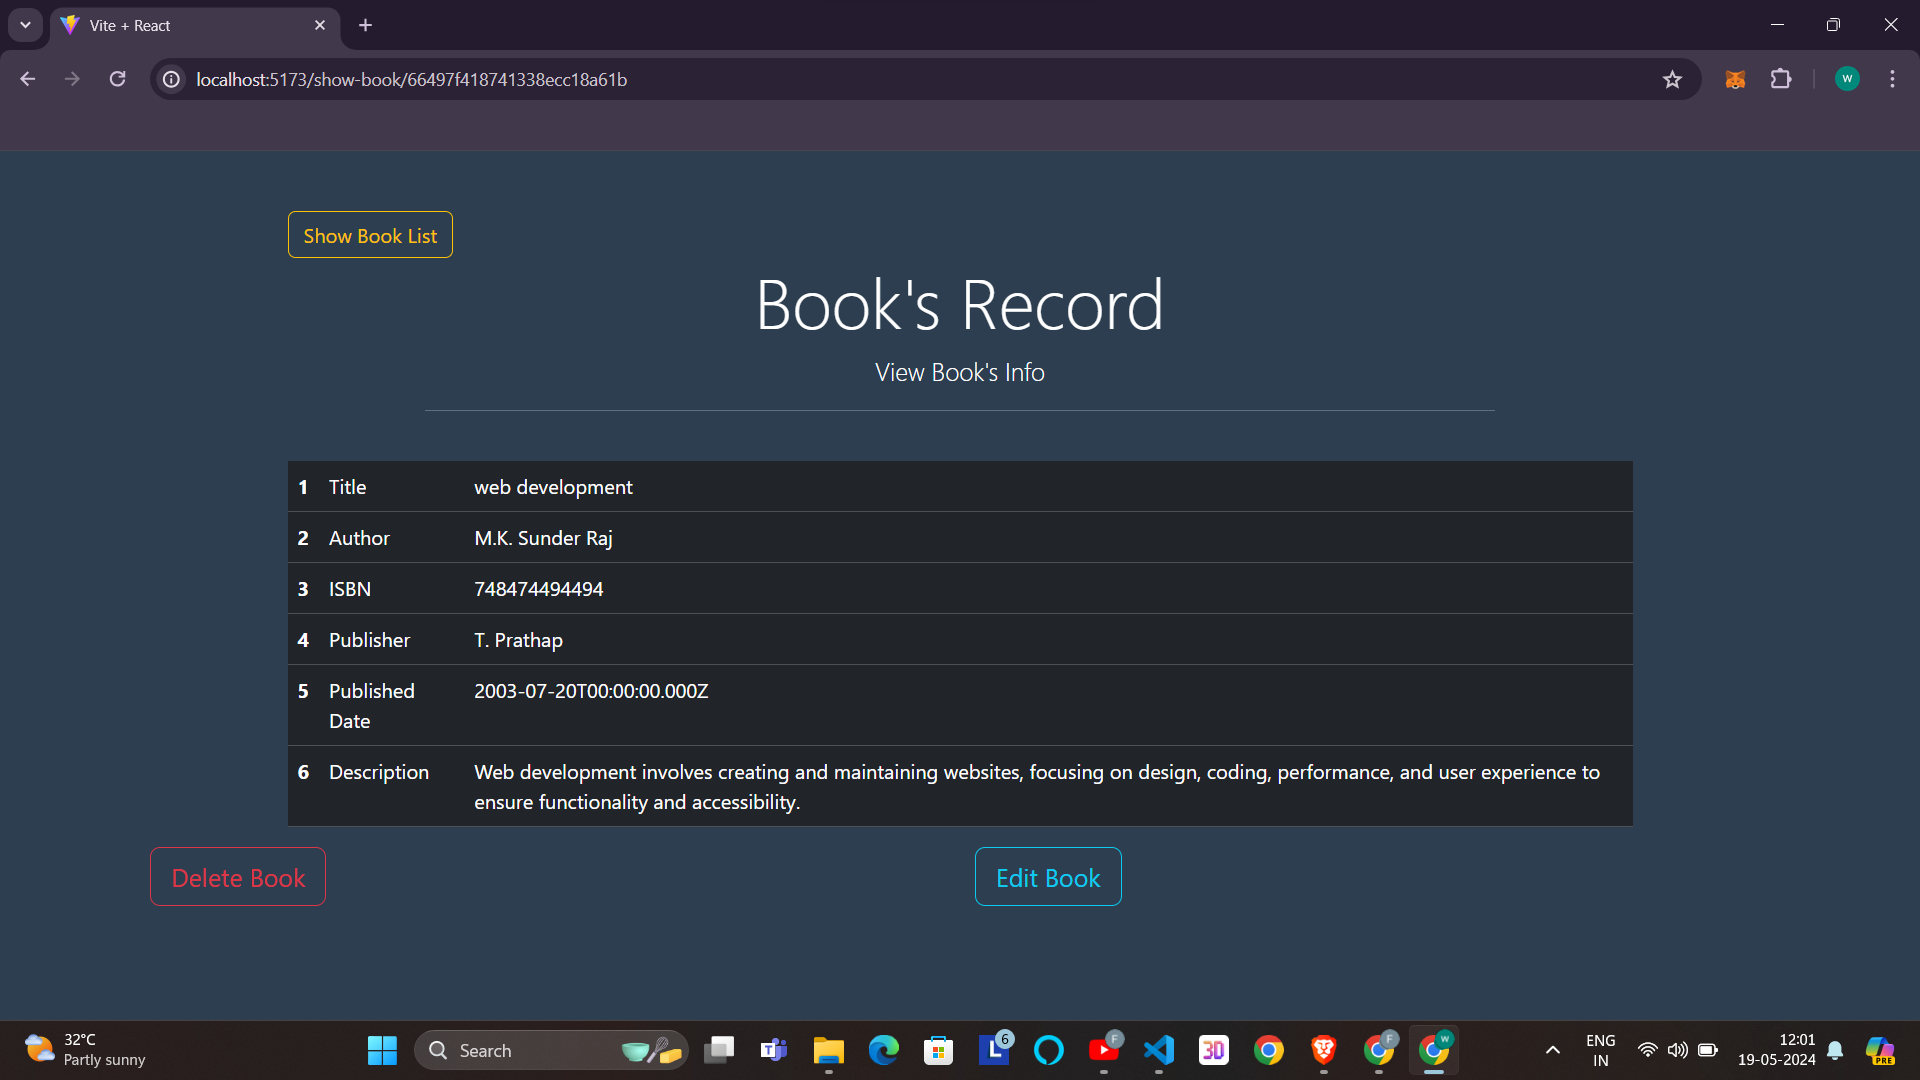 Vite + React
localhost:5173/show-book/66497f418741338ecc18a61b
W
Show Book List
Book's Record
View Book's Info
1 Title web development
2 Author M.K. Sunder Raj
3 ISBN 748474494494
4 Publisher T. Prathap
5 Published 2003-07-20T00:00:00.000Z
Date
6 Description Web development involves creating and maintaining websites, focusing on design, coding, performance, and user experience to
ensure functionality and accessibility.
Delete Book Edit Book
32°C
Partly sunny
Search
T
L 6
F
30
F
W
ENG
IN
12:01
19-05-2024
PRE